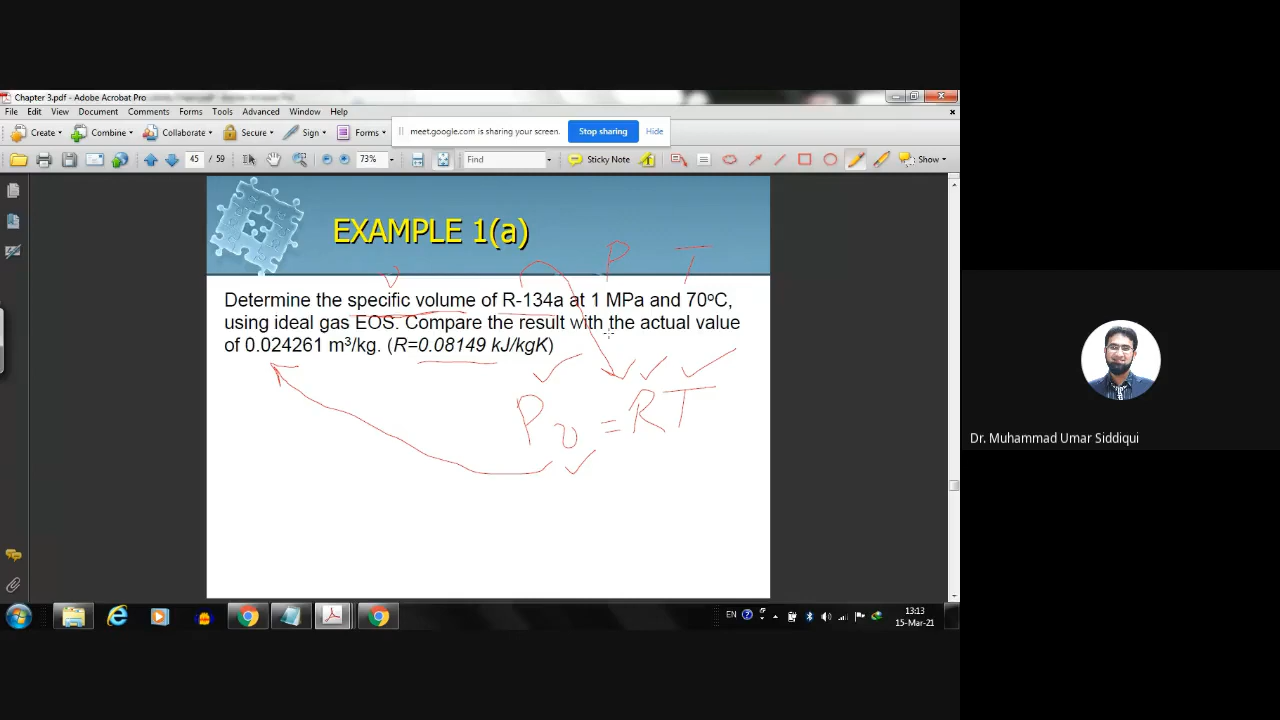 Chapter 3.pdf - Adobe Acrobat Pro
File Edit View Document Comments Forms Tools Advanced Window Help
Create Combine Collaborate Secure Sign Forms
meet.google.com is sharing your screen. Stop sharing Hide
45 / 59 73% Find Sticky Note Show
EXAMPLE 1(a)
P T
v
Determine the specific volume of R-134a at 1 MPa and 70ºC,
using ideal gas EOS. Compare the result with the actual value
of 0.024261 m³/kg. (R=0.08149 kJ/kgK)
Pv = RT
Dr. Muhammad Umar Siddiqui
EN 13:13
15-Mar-21